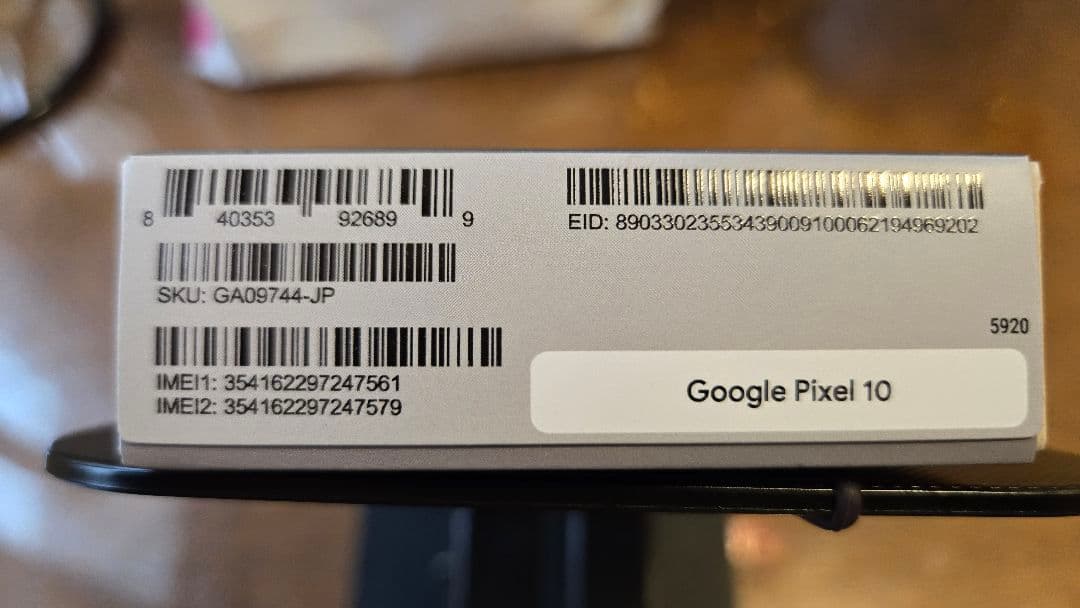 8 40353 92689 9
SKU: GA09744-JP
IMEI1: 354162297247561
IMEI2: 354162297247579
EID: 89033023553439009100062194969202
5920
Google Pixel 10